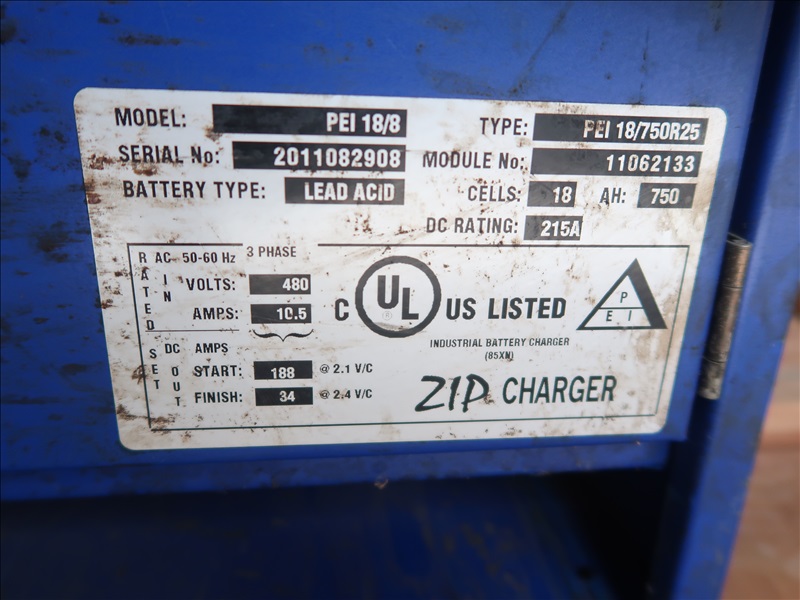 MODEL: PEI 18/8 TYPE: PEI 18/750R25
SERIAL No: 2011082908 MODULE No: 11062133
BATTERY TYPE: LEAD ACID CELLS: 18 AH: 750
DC RATING: 215A
RATED AC IN 50-60 Hz 3 PHASE
VOLTS: 480
AMPS: 10.5
SET DC OUT AMPS
START: 188 @ 2.1 V/C
FINISH: 34 @ 2.4 V/C
C UL ® US LISTED
P
E I
INDUSTRIAL BATTERY CHARGER
(85XN)
ZIP CHARGER